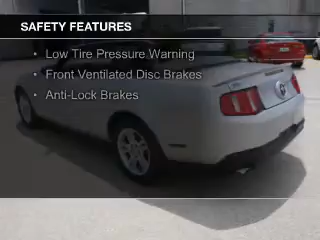 SAFETY FEATURES
• Low Tire Pressure Warning
• Front Ventilated Disc Brakes
• Anti-Lock Brakes